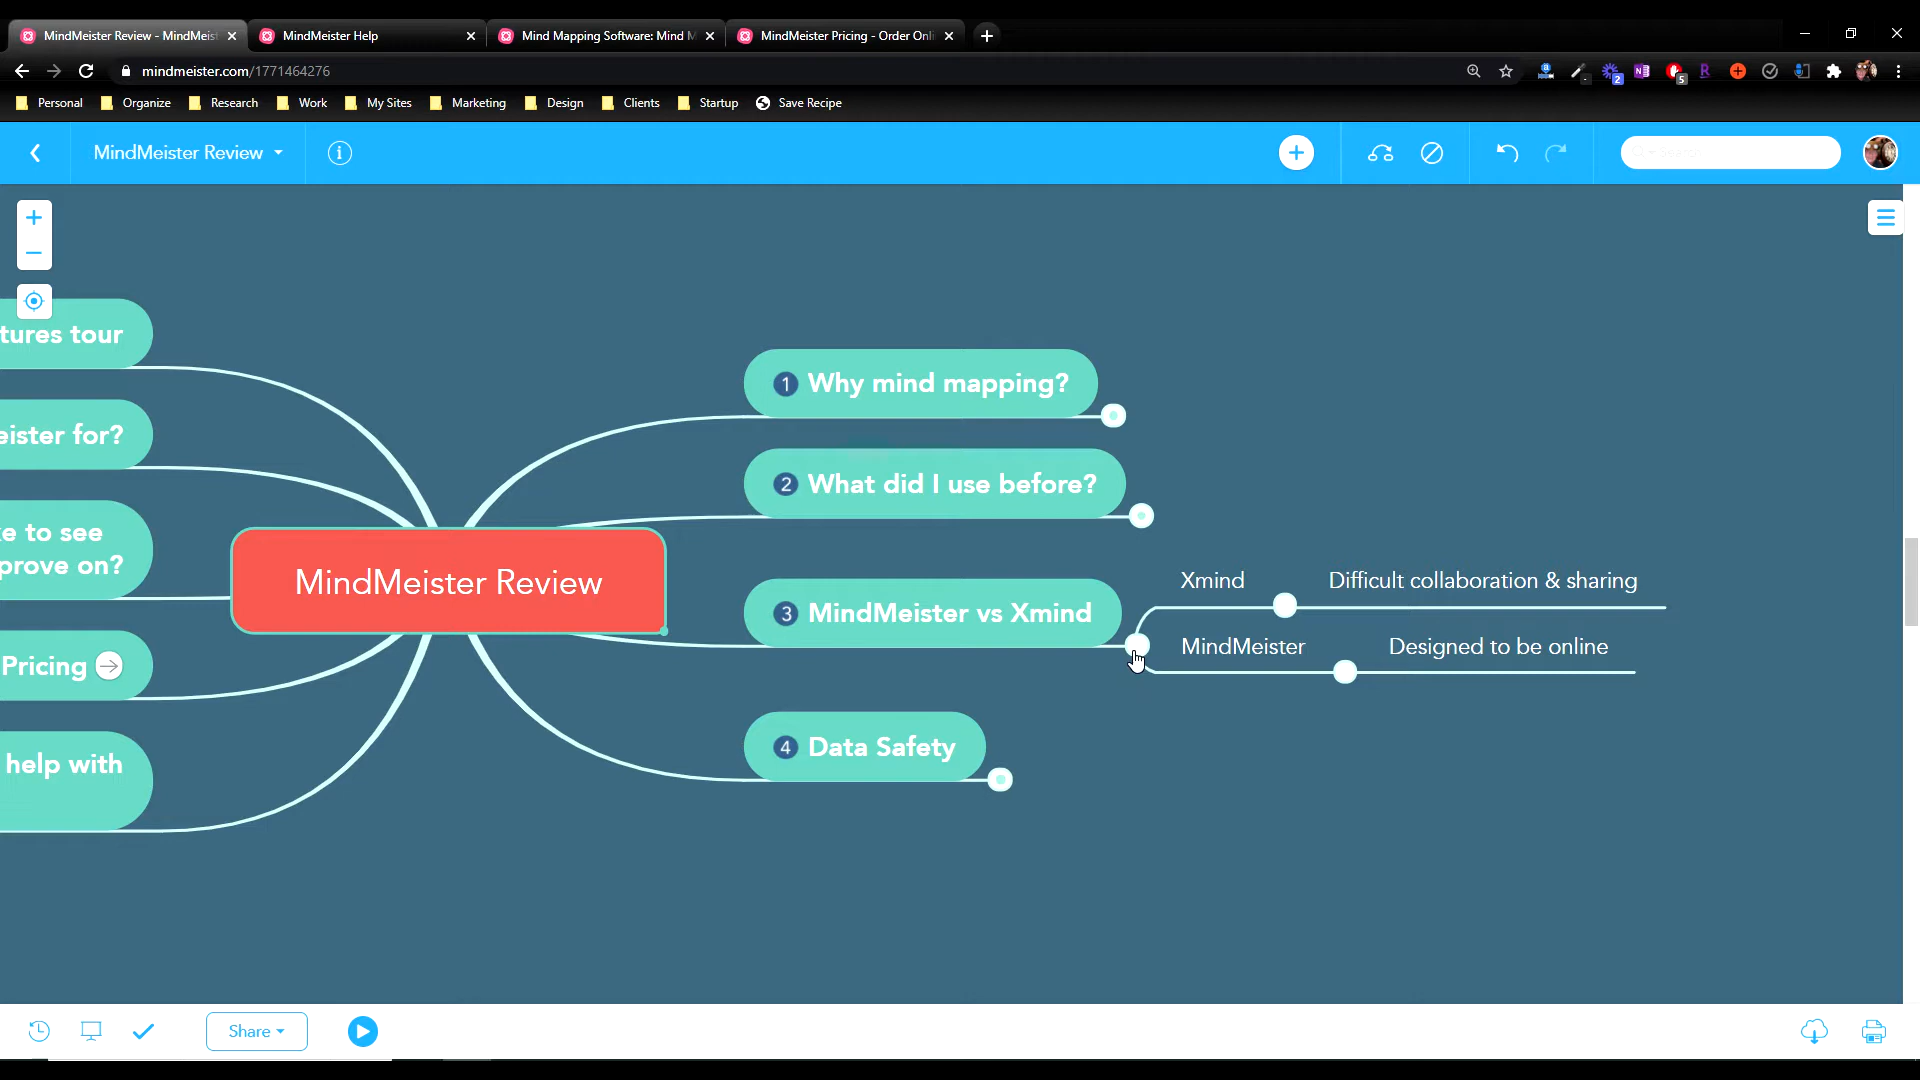 MindMeister Review - MindMeist
MindMeister Help
Mind Mapping Software: Mind M
MindMeister Pricing - Order Onli
mindmeister.com/1771464276
Personal
Organize
Research
Work
My Sites
Marketing
Design
Clients
Startup
Save Recipe
MindMeister Review
tures tour
eister for?
ke to see
prove on?
Pricing
help with
MindMeister Review
1 Why mind mapping?
2 What did I use before?
3 MindMeister vs Xmind
Xmind
Difficult collaboration & sharing
MindMeister
Designed to be online
4 Data Safety
Share